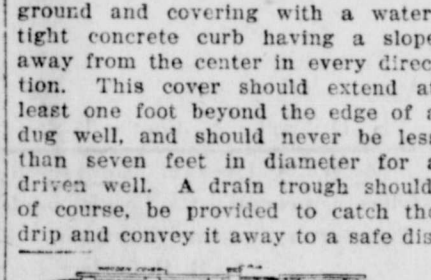 ground and covering with a water
tight concrete curb having a slope
away from the center in every direc
tion. This cover should extend a
least one foot beyond the edge of a
dug well, and should never be less
than seven feet in diameter for a
driven well. A drain trough should
of course, be provided to catch the
drip and convey it away to a safe dis